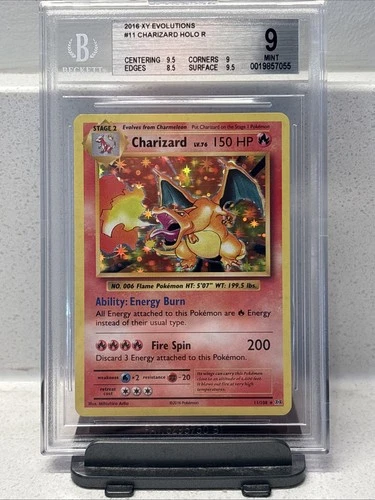 2016 XY EVOLUTIONS
#11 CHARIZARD HOLO R
9
MINT
0019857055
BECKETT
CENTERING 9.5 CORNERS 9
EDGES 8.5 SURFACE 9.5
STAGE 2 Evolves from Charmeleon Put Charizard on the Stage 1 Pokémon
Charizard LV.76 150 HP
NO. 006 Flame Pokémon HT: 5'07" WT: 199.5 lbs.
Ability: Energy Burn
All Energy attached to this Pokémon are Energy
instead of their usual type.
Fire Spin 200
Discard 3 Energy attached to this Pokémon.
weakness ×2 resistance -20
retreat
cost
©2016 Pokémon
11/108